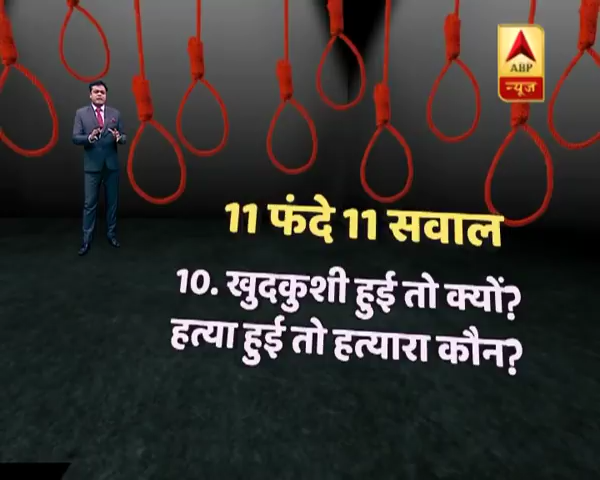 ABP
न्यूज़
11 फंदे 11 सवाल
10. खुदकुशी हुई तो क्यों?
हत्या हुई तो हत्यारा कौन?